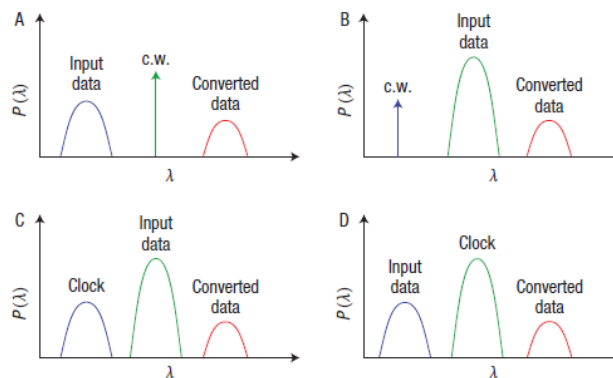 A
Input
data
c.w.
Converted
data
P(λ)
λ
B
Input
data
c.w.
Converted
data
P(λ)
λ
C
Input
data
Clock
Converted
data
P(λ)
λ
D
Clock
Input
data
Converted
data
P(λ)
λ